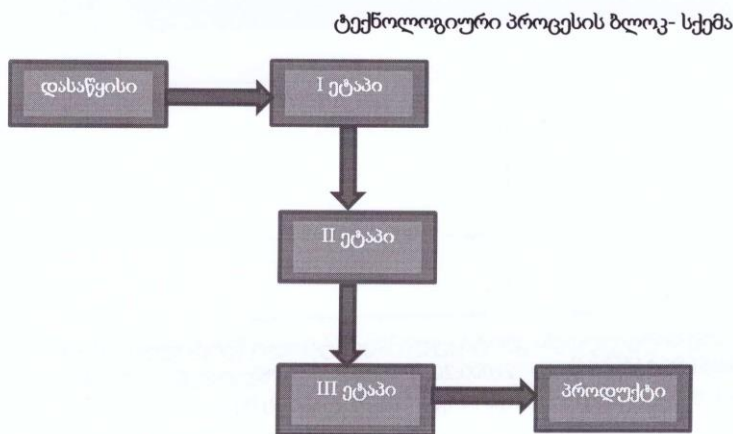 ტექნოლოგიური პროცესის ბლოკ- სქემა
დასაწყისი
I ეტაპი
II ეტაპი
III ეტაპი
პროდუქტი